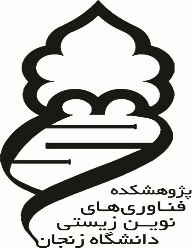 پژوهشکده
فناوری‌های
نوین زیستی
دانشگاه زنجان